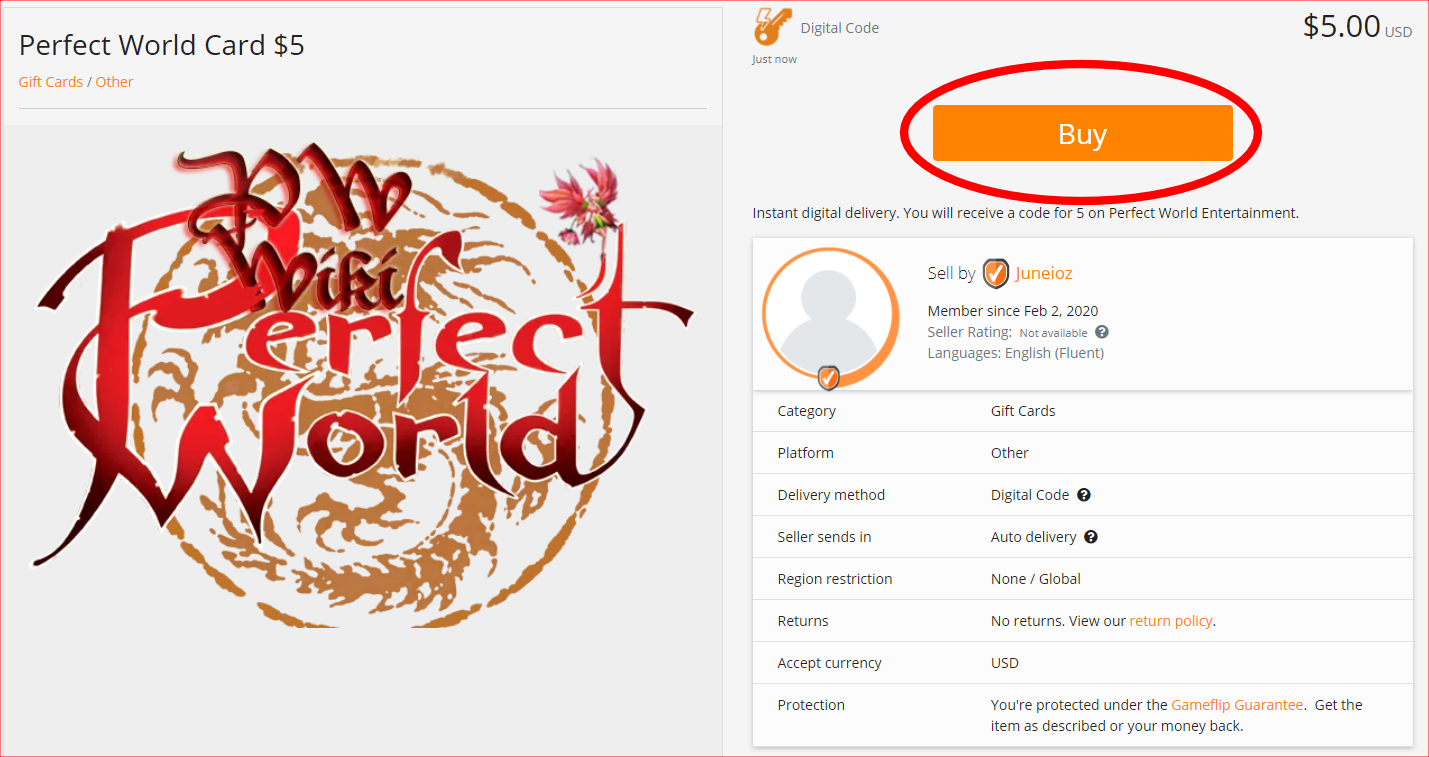 Perfect World Card $5
Gift Cards / Other
PW
Wiki
Perfect
World
Digital Code
$5.00 USD
Just now
Buy
Instant digital delivery. You will receive a code for 5 on Perfect World Entertainment.
Sell by Juneioz
Member since Feb 2, 2020
Seller Rating: Not available ?
Languages: English (Fluent)
Category Gift Cards
Platform Other
Delivery method Digital Code ?
Seller sends in Auto delivery ?
Region restriction None / Global
Returns No returns. View our return policy.
Accept currency USD
Protection You're protected under the Gameflip Guarantee. Get the
item as described or your money back.